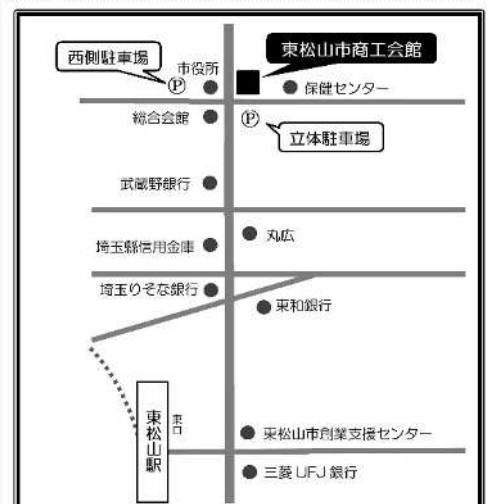 西側駐車場
東松山市商工会館
市役所
Ⓟ
保健センター
総合会館
Ⓟ
立体駐車場
武蔵野銀行
丸広
埼玉縣信用金庫
埼玉りそな銀行
東和銀行
東松山駅
東口
東松山市創業支援センター
三菱UFJ銀行